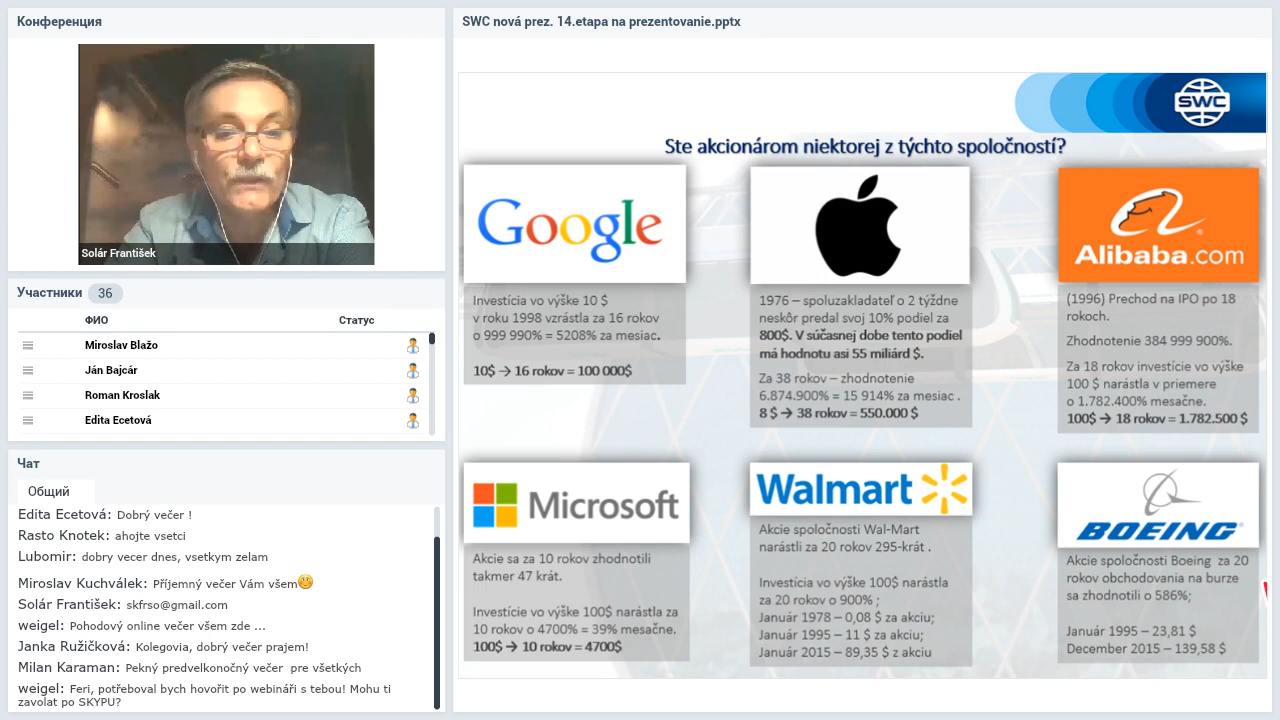 Конференция
Solár František
Участники 36
ФИО Статус
Miroslav Blažo
Ján Bajcár
Roman Kroslak
Edita Ecetová
Чат
Общий
Edita Ecetová: Dobrý večer !
Rasto Knotek: ahojte vsetci
Lubomir: dobry vecer dnes, vsetkym zelam
Miroslav Kuchválek: Příjemný večer Vám všem
Solár František: skfrso@gmail.com
weigel: Pohodový online večer všem zde ...
Janka Ružičková: Kolegovia, dobrý večer prajem!
Milan Karaman: Pekný predvelkonočný večer pre všetkých
weigel: Feri, potřeboval bych hovořit po webináři s tebou! Mohu ti
zavolat po SKYPU?
SWC nová prez. 14.etapa na prezentovanie.pptx
SWC
Ste akcionárom niektorej z týchto spoločností?
Google
Investícia vo výške 10 $
v roku 1998 vzrástla za 16 rokov
o 999 990% = 5208% za mesiac.
10$ → 16 rokov = 100 000$
1976 – spoluzakladateľ o 2 týždne
neskôr predal svoj 10% podiel za
800$. V súčasnej dobe tento podiel
má hodnotu asi 55 miliárd $.
Za 38 rokov – zhodnotenie
6.874.900% = 15 914% za mesiac .
8 $ → 38 rokov = 550.000 $
Alibaba.com
(1996) Prechod na IPO po 18
rokoch.
Zhodnotenie 384 999 900%.
Za 18 rokov investície vo výške
100 $ narástla v priemere
o 1.782.400% mesačne.
100$ → 18 rokov = 1.782.500 $
Microsoft
Akcie sa za 10 rokov zhodnotili
takmer 47 krát.
Investície vo výške 100$ narástla za
10 rokov o 4700% = 39% mesačne.
100$ → 10 rokov = 4700$
Walmart
Akcie spoločnosti Wal-Mart
narástli za 20 rokov 295-krát .
Investícia vo výške 100$ narástla
za 20 rokov o 900% ;
Január 1978 – 0,08 $ za akciu;
Január 1995 – 11 $ za akciu;
Január 2015 – 89,35 $ z akciu
BOEING
Akcie spoločnosti Boeing za 20
rokov obchodovania na burze
sa zhodnotili o 586%;
Január 1995 – 23,81 $
December 2015 – 139,58 $